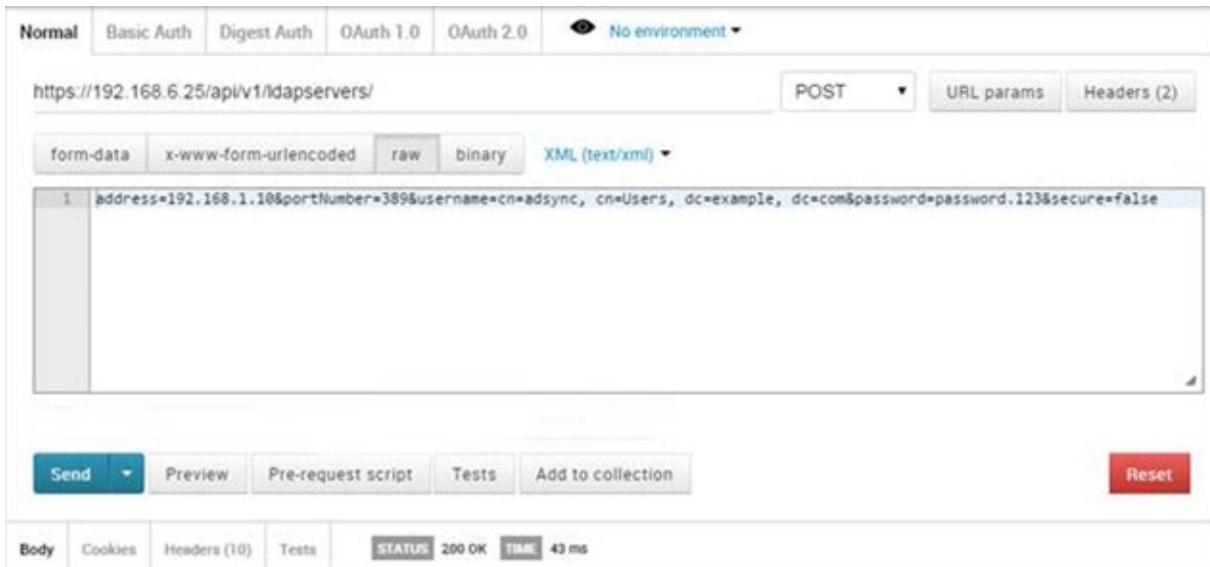 Normal Basic Auth Digest Auth OAuth 1.0 OAuth 2.0 No environment
https://192.168.6.25/api/v1/ldapservers/ POST URL params Headers (2)
form-data x-www-form-urlencoded raw binary XML (text/xml)
1 address=192.168.1.10&portNumber=389&username=cn=adsync, cn=Users, dc=example, dc=com&password=password.123&secure=false
Send Preview Pre-request script Tests Add to collection Reset
Body Cookies Headers (10) Tests STATUS 200 OK TIME 43 ms